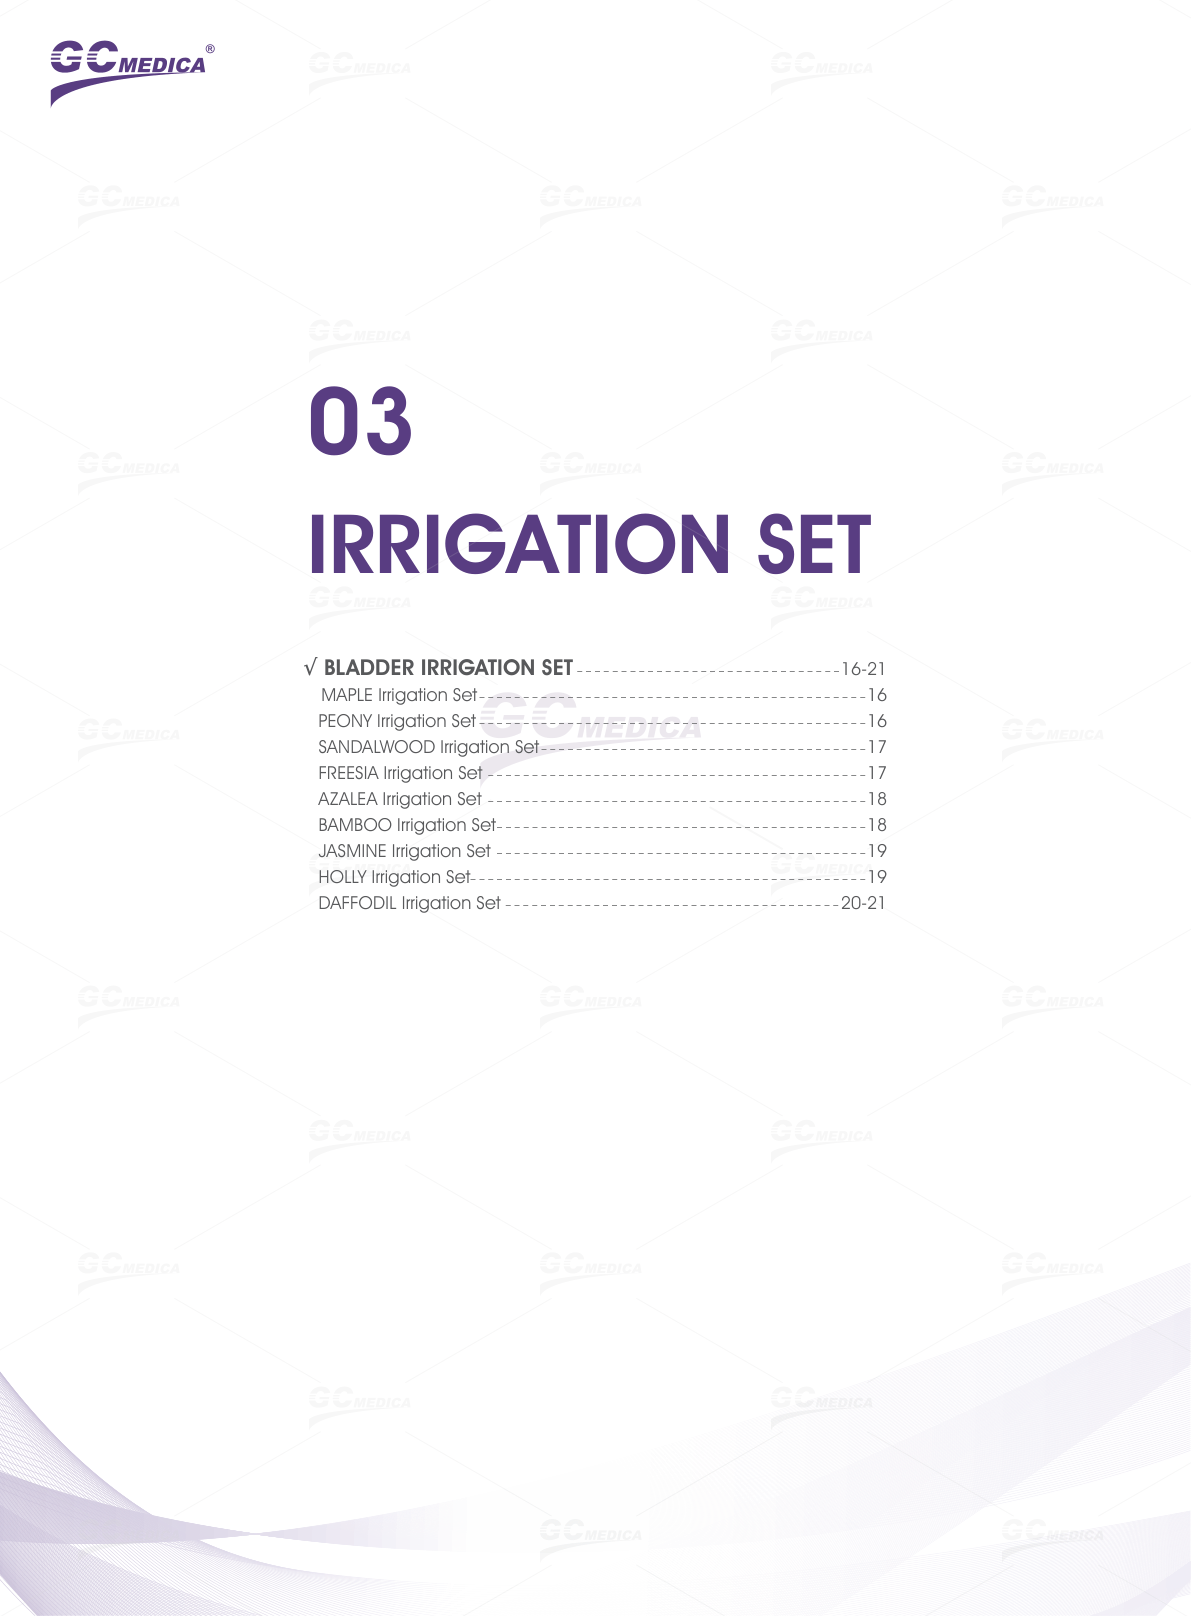 GC MEDICA®
03
IRRIGATION SET
√ BLADDER IRRIGATION SET 16-21
MAPLE Irrigation Set 16
PEONY Irrigation Set 16
SANDALWOOD Irrigation Set 17
FREESIA Irrigation Set 17
AZALEA Irrigation Set 18
BAMBOO Irrigation Set 18
JASMINE Irrigation Set 19
HOLLY Irrigation Set 19
DAFFODIL Irrigation Set 20-21